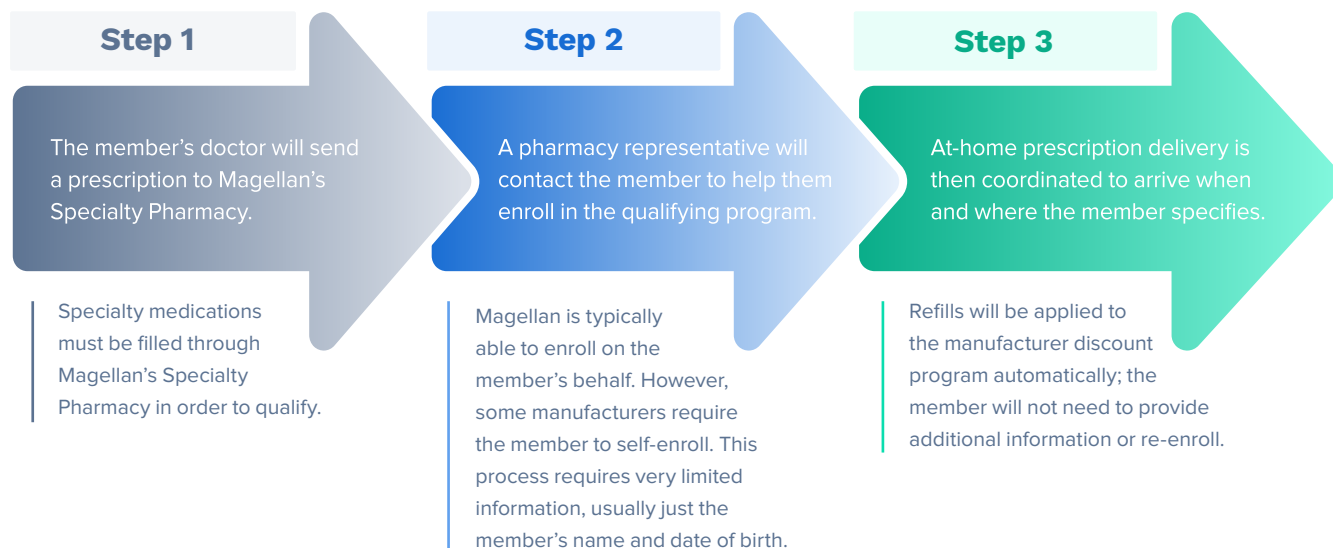 Step 1
The member’s doctor will send
a prescription to Magellan’s
Specialty Pharmacy.
Specialty medications
must be filled through
Magellan’s Specialty
Pharmacy in order to qualify.
Step 2
A pharmacy representative will
contact the member to help them
enroll in the qualifying program.
Magellan is typically
able to enroll on the
member’s behalf. However,
some manufacturers require
the member to self-enroll. This
process requires very limited
information, usually just the
member’s name and date of birth.
Step 3
At-home prescription delivery is
then coordinated to arrive when
and where the member specifies.
Refills will be applied to
the manufacturer discount
program automatically; the
member will not need to provide
additional information or re-enroll.